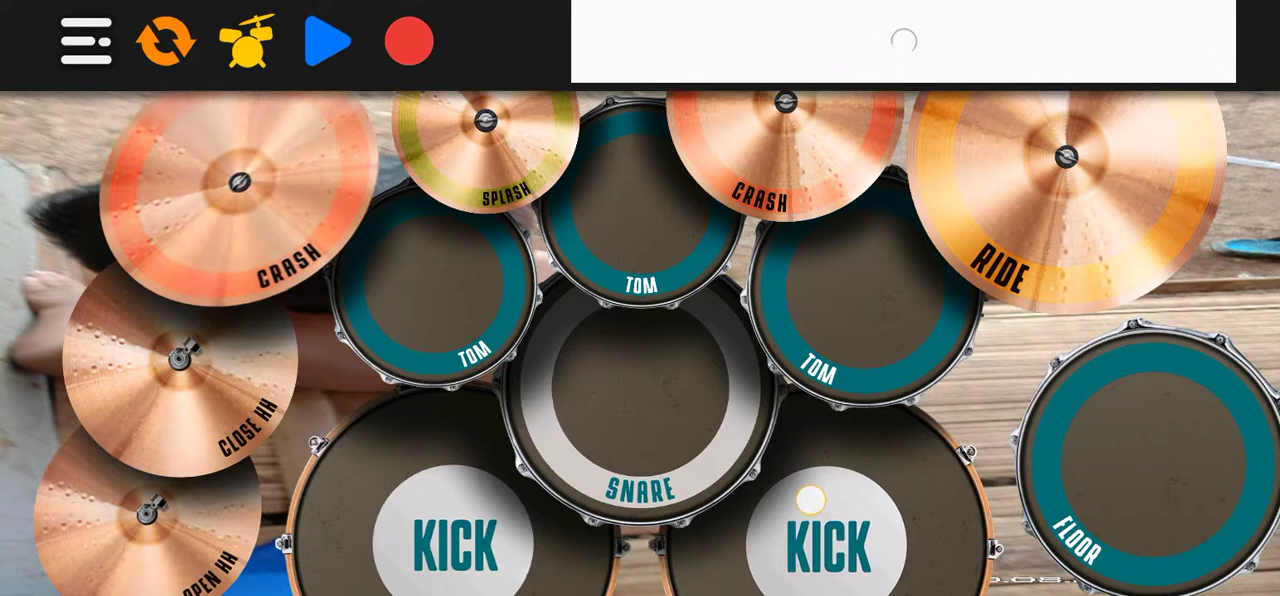 SPLASH
CRASH
CRASH
RIDE
TOM
TOM
TOM
CLOSE HH
SNARE
KICK
KICK
FLOOR
OPEN HH